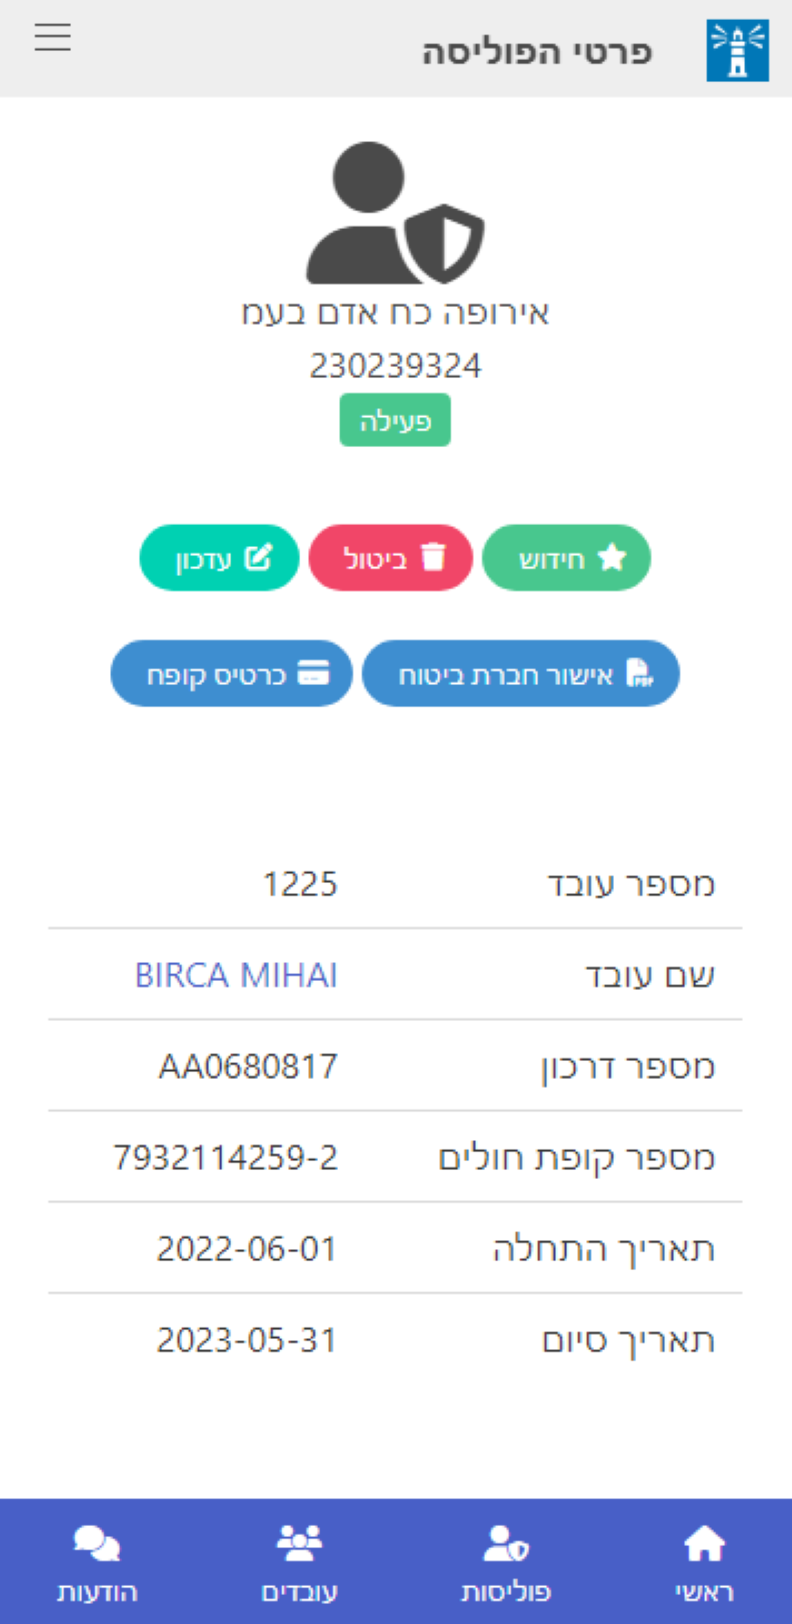 פרטי הפוליסה
אירופה כח אדם בעמ
230239324
פעילה
חידוש ביטול עדכון
אישור חברת ביטוח כרטיס קופח
מספר עובד 1225
שם עובד BIRCA MIHAI
מספר דרכון AA0680817
מספר קופת חולים 7932114259-2
תאריך התחלה 2022-06-01
תאריך סיום 2023-05-31
ראשי פוליסות עובדים הודעות